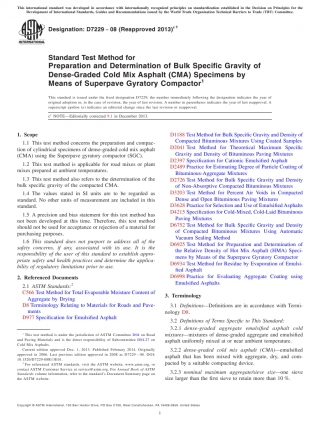 This international standard was developed in accordance with internationally recognized principles on standardization established in the Decision on Principles for the
Development of International Standards, Guides and Recommendations issued by the World Trade Organization Technical Barriers to Trade (TBT) Committee.
Designation: D7229 − 08 (Reapproved 2013)ε1
Standard Test Method for
Preparation and Determination of Bulk Specific Gravity of
Dense-Graded Cold Mix Asphalt (CMA) Specimens by
Means of Superpave Gyratory Compactor1
This standard is issued under the fixed designation D7229; the number immediately following the designation indicates the year of
original adoption or, in the case of revision, the year of last revision. A number in parentheses indicates the year of last reapproval. A
superscript epsilon (ε) indicates an editorial change since the last revision or reapproval.
ε1 NOTE—Editorially corrected 9.1 in December 2013.
1. Scope
1.1 This test method concerns the preparation and compac-
tion of cylindrical specimens of dense-graded cold mix asphalt
(CMA) using the Superpave gyratory compactor (SGC).
1.2 This test method is applicable for road mixes or plant
mixes prepared at ambient temperatures.
1.3 This test method also refers to the determination of the
bulk specific gravity of the compacted CMA.
1.4 The values stated in SI units are to be regarded as
standard. No other units of measurement are included in this
standard.
1.5 A precision and bias statement for this test method has
not been developed at this time. Therefore, this test method
should not be used for acceptance or rejection of a material for
purchasing purposes.
1.6 This standard does not purport to address all of the
safety concerns, if any, associated with its use. It is the
responsibility of the user of this standard to establish appropri-
ate safety and health practices and determine the applica-
bility of regulatory limitations prior to use.
2. Referenced Documents
2.1 ASTM Standards:2
C566 Test Method for Total Evaporable Moisture Content of
Aggregate by Drying
D8 Terminology Relating to Materials for Roads and Pave-
ments
D977 Specification for Emulsified Asphalt
1 This test method is under the jurisdiction of ASTM Committee D04 on Road
and Paving Materials and is the direct responsibility of Subcommittee D04.27 on
Cold Mix Asphalts.
Current edition approved Dec. 1, 2013. Published February 2014. Originally
approved in 2008. Last previous edition approved in 2008 as D7229 – 08.
2 For referenced ASTM standards, visit the ASTM website, www.astm.org, or
contact ASTM Customer Service at service@astm.org. For Annual Book of ASTM
Standards volume information, refer to the standard's Document Summary page on
the ASTM website.
D1188 Test Method for Bulk Specific Gravity and Density of
Compacted Bituminous Mixtures Using Coated Samples
D2041 Test Method for Theoretical Maximum Specific
Gravity and Density of Bituminous Paving Mixtures
D2397 Specification for Cationic Emulsified Asphalt
D2489 Practice for Estimating Degree of Particle Coating of
Bituminous-Aggregate Mixtures
D2726 Test Method for Bulk Specific Gravity and Density
of Non-Absorptive Compacted Bituminous Mixtures
D3203 Test Method for Percent Air Voids in Compacted
Dense and Open Bituminous Paving Mixtures
D3628 Practice for Selection and Use of Emulsified Asphalts
D4215 Specification for Cold-Mixed, Cold-Laid Bituminous
Paving Mixtures
D6752 Test Method for Bulk Specific Gravity and Density
of Compacted Bituminous Mixtures Using Automatic
Vacuum Sealing Method
D6925 Test Method for Preparation and Determination of
the Relative Density of Hot Mix Asphalt (HMA) Speci-
mens by Means of the Superpave Gyratory Compactor
D6934 Test Method for Residue by Evaporation of Emulsi-
fied Asphalt
D6998 Practice for Evaluating Aggregate Coating using
Emulsified Asphalts
3. Terminology
3.1 Definitions—Definitions are in accordance with Termi-
nology D8.
3.2 Definitions of Terms Specific to This Standard:
3.2.1 dense-graded aggregate emulsified asphalt cold
mixtures—mixtures of dense-graded aggregate and emulsified
asphalt uniformly mixed at or near ambient temperature.
3.2.2 dense-graded cold mix asphalt (CMA)—emulsified
asphalt that has been mixed with aggregate, dry, and com-
pacted by a suitable compacting device.
3.2.3 nominal maximum aggregate/sieve size—one sieve
size larger than the first sieve to retain more than 10 %.
Copyright © ASTM International, 100 Barr Harbor Drive, PO Box C700, West Conshohocken, PA 19428-2959. United States
1